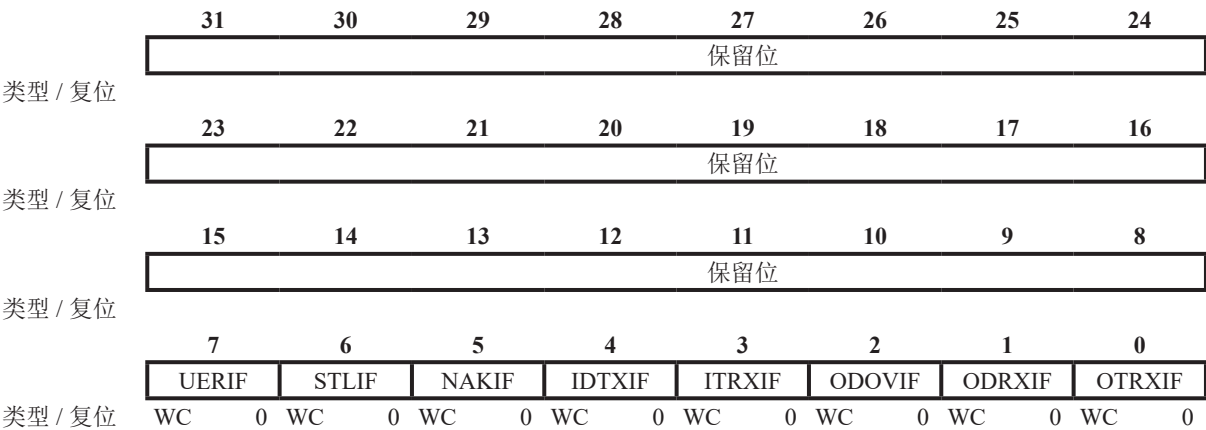 31 30 29 28 27 26 25 24
保留位
类型 / 复位
23 22 21 20 19 18 17 16
保留位
类型 / 复位
15 14 13 12 11 10 9 8
保留位
类型 / 复位
7 6 5 4 3 2 1 0
UERIF STLIF NAKIF IDTXIF ITRXIF ODOVIF ODRXIF OTRXIF
类型 / 复位 WC 0 WC 0 WC 0 WC 0 WC 0 WC 0 WC 0 WC 0